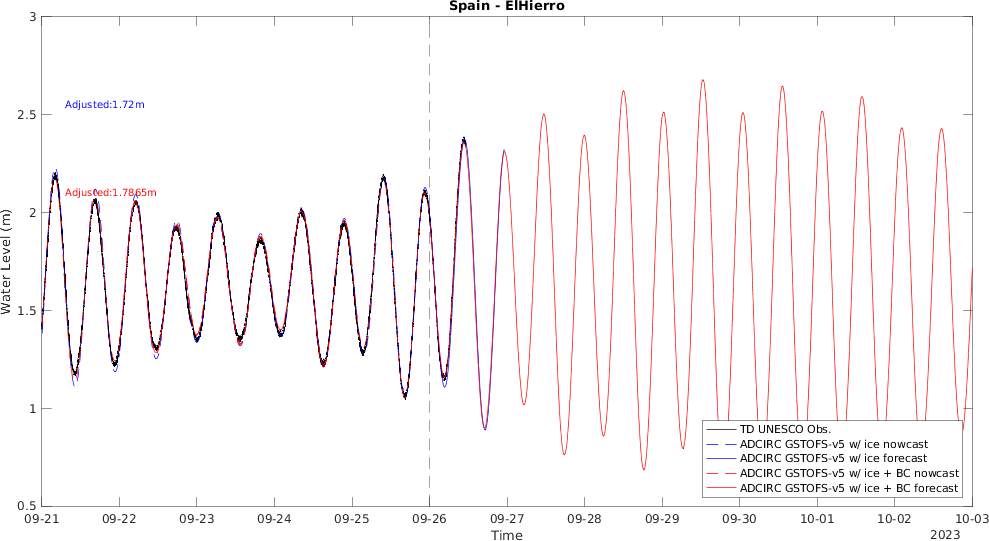 Spain - ElHierro
3
2.5
2
1.5
1
0.5
Water Level (m)
Adjusted:1.72m
Adjusted:1.7865m
TD UNESCO Obs.
ADCIRC GSTOFS-v5 w/ ice nowcast
ADCIRC GSTOFS-v5 w/ ice forecast
ADCIRC GSTOFS-v5 w/ ice + BC nowcast
ADCIRC GSTOFS-v5 w/ ice + BC forecast
09-21 09-22 09-23 09-24 09-25 09-26 09-27 09-28 09-29 09-30 10-01 10-02 10-03
Time
2023